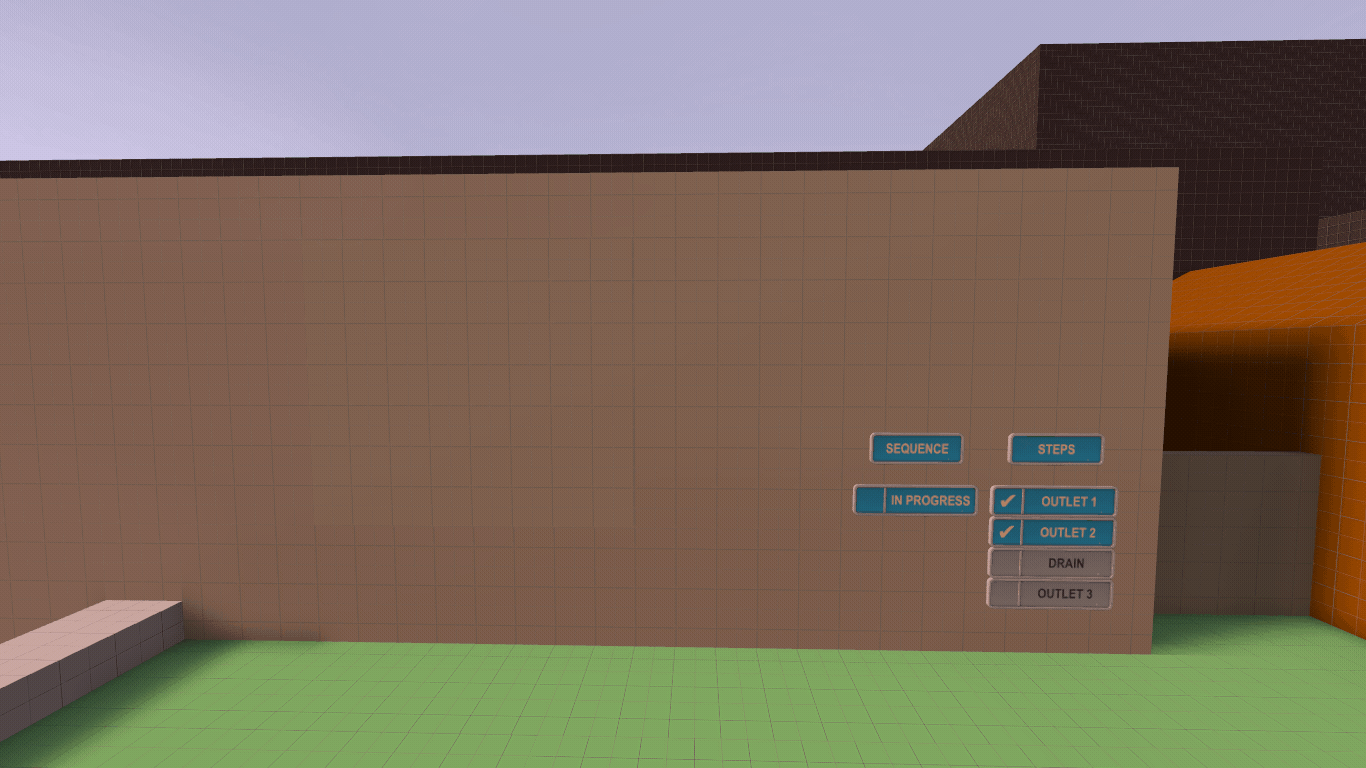 SEQUENCE
IN PROGRESS
STEPS
✔ OUTLET 1
✔ OUTLET 2
DRAIN
OUTLET 3